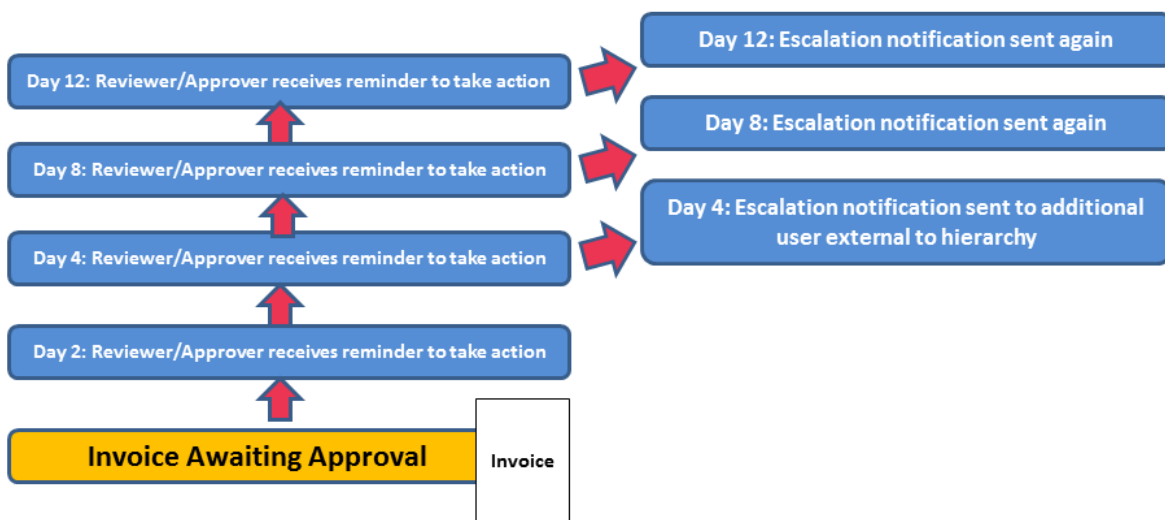 Day 12: Escalation notification sent again
Day 12: Reviewer/Approver receives reminder to take action
Day 8: Escalation notification sent again
Day 8: Reviewer/Approver receives reminder to take action
Day 4: Escalation notification sent to additional
user external to hierarchy
Day 4: Reviewer/Approver receives reminder to take action
Day 2: Reviewer/Approver receives reminder to take action
Invoice Awaiting Approval
Invoice